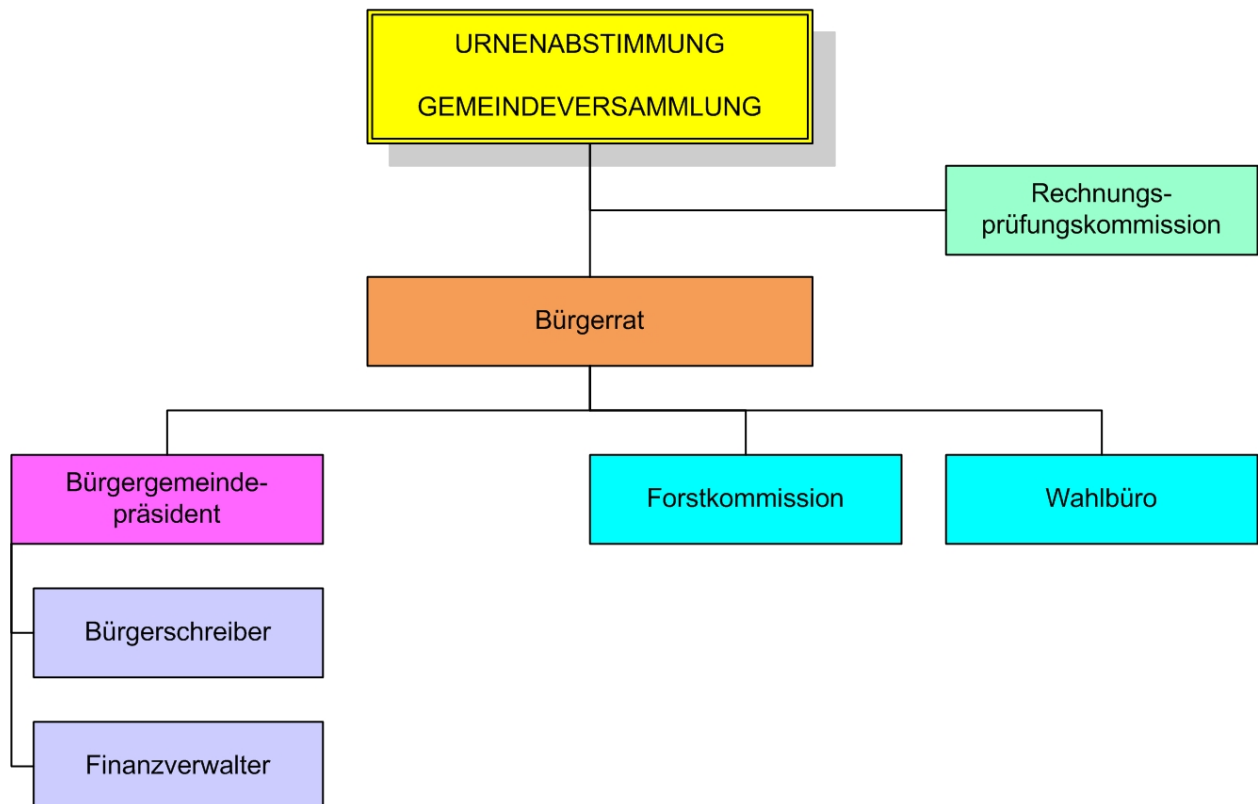 URNENABSTIMMUNG
GEMEINDEVERSAMMLUNG
Rechnungs-
prüfungskommission
Bürgerrat
Bürgergemeinde-
präsident
Forstkommission
Wahlbüro
Bürgerschreiber
Finanzverwalter